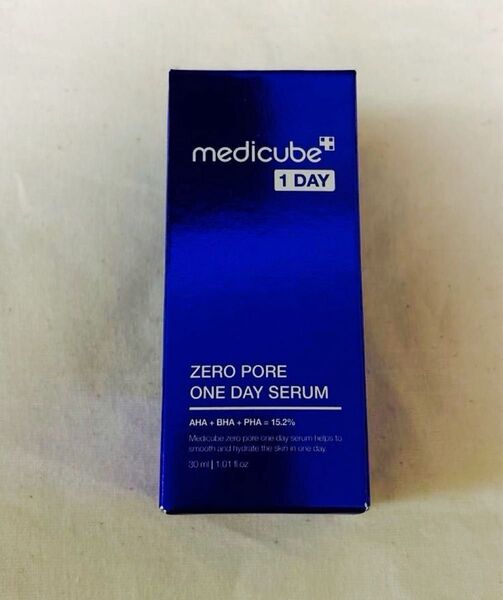 medicube
1 DAY
ZERO PORE
ONE DAY SERUM
AHA + BHA + PHA = 15.2%
Medicube zero pore one day serum helps to
smooth and hydrate the skin in one day.
30 ml | 1.01 fl oz